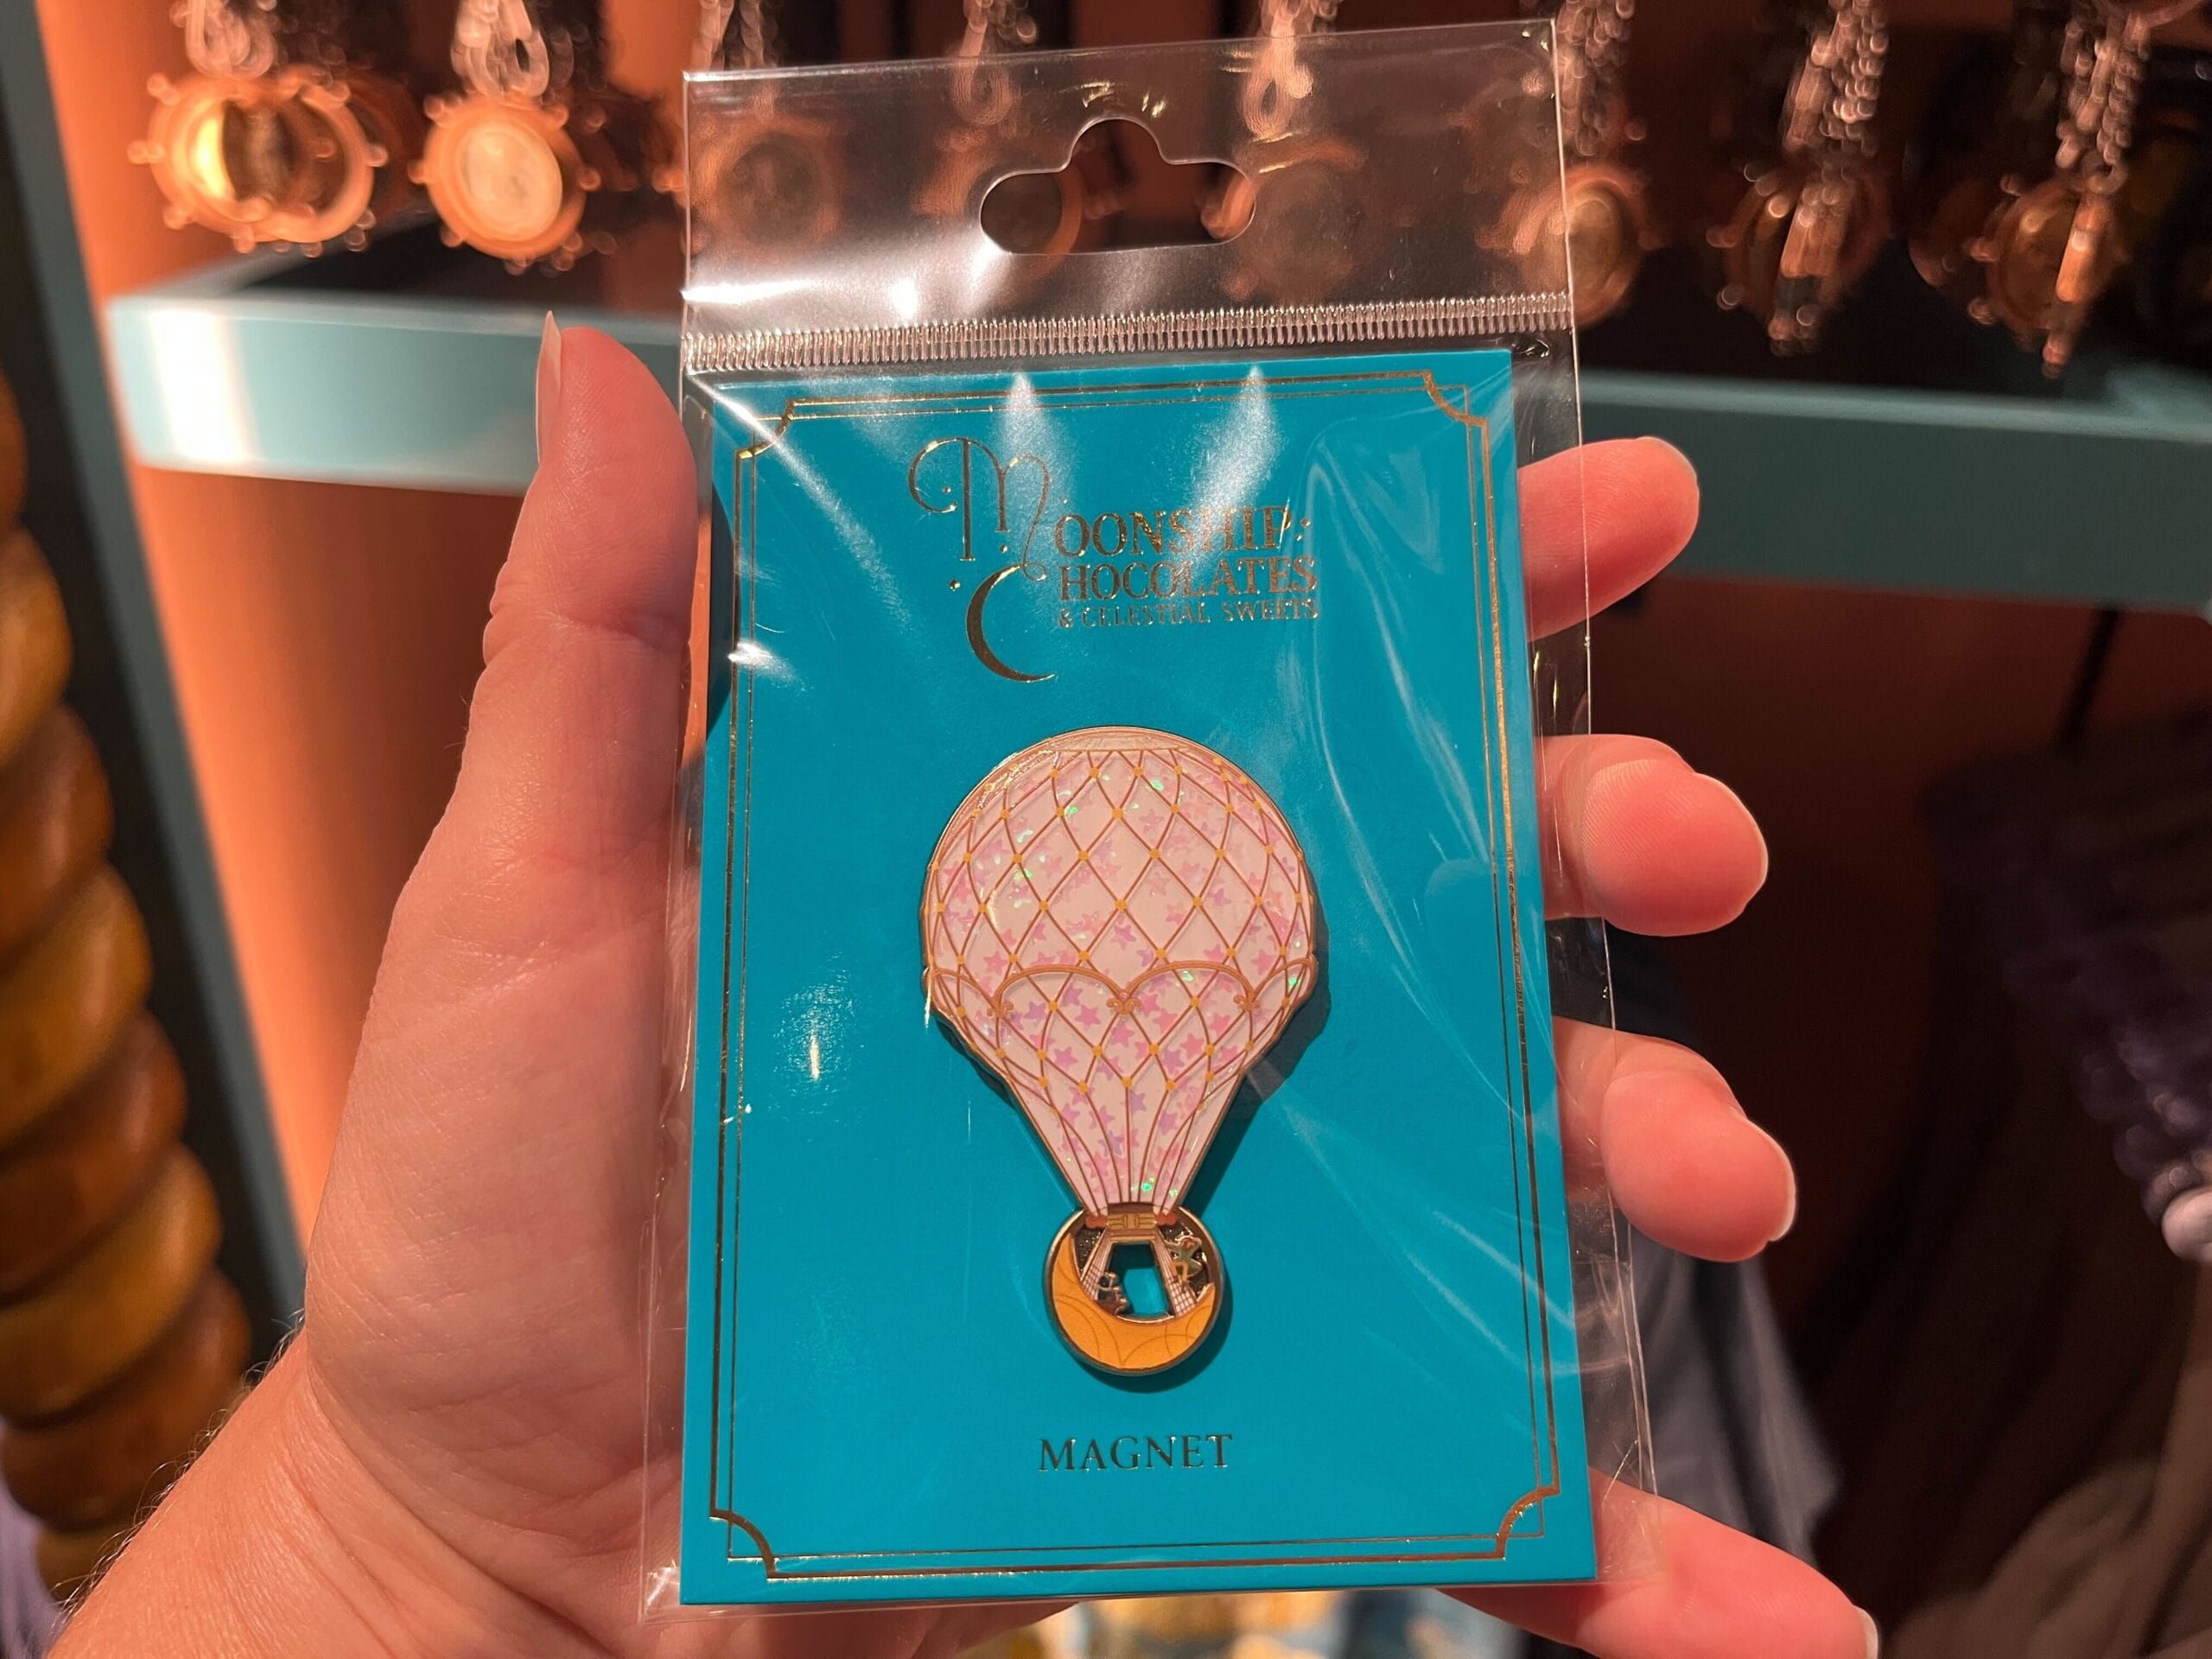 MOONSHIP:
CHOCOLATES
& CELESTIAL SWEETS
MAGNET